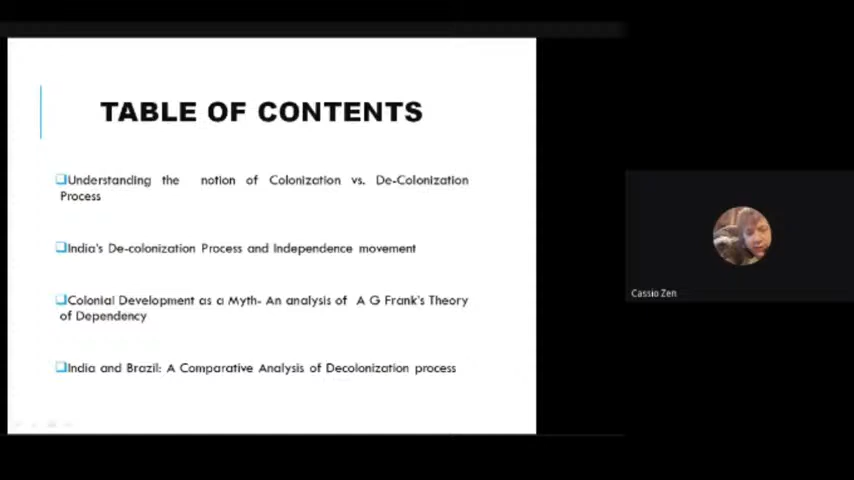 TABLE OF CONTENTS
Understanding the notion of Colonization vs. De-Colonization
Process
India's De-colonization Process and Independence movement
Colonial Development as a Myth- An analysis of A G Frank's Theory
of Dependency
India and Brazil: A Comparative Analysis of Decolonization process
Cassio Zen